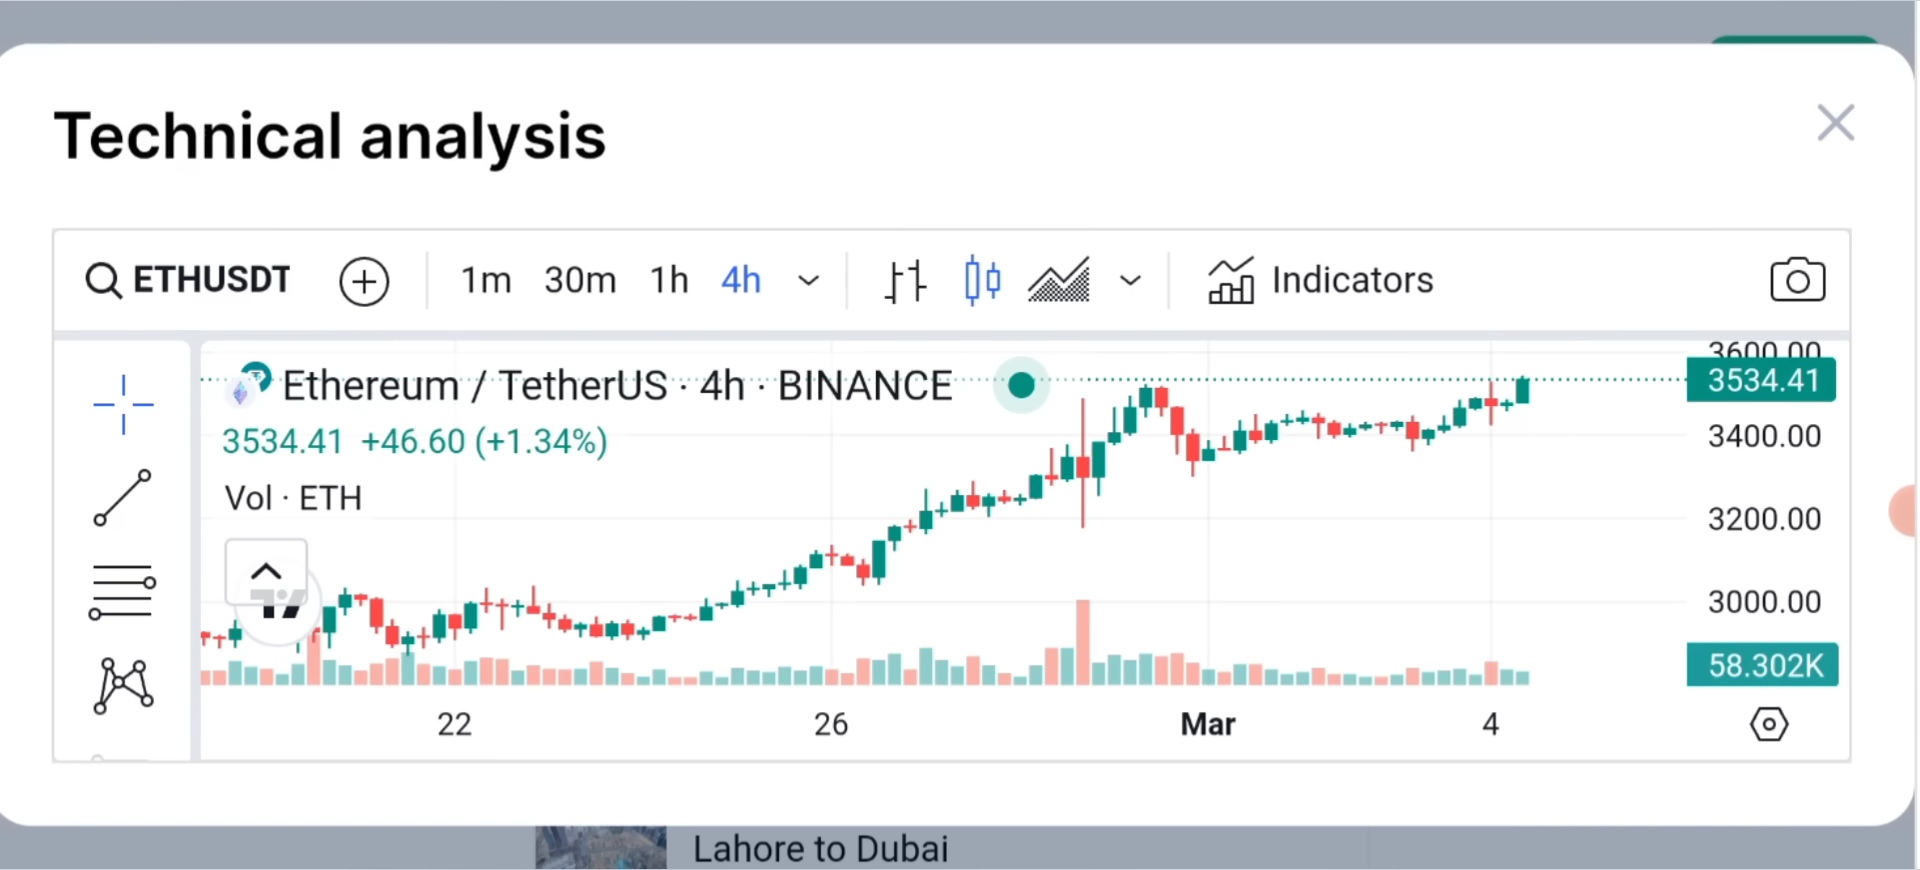 Technical analysis
ETHUSDT 1m 30m 1h 4h Indicators
Ethereum / TetherUS · 4h · BINANCE
3534.41 +46.60 (+1.34%)
Vol · ETH
3600.00
3534.41
3400.00
3200.00
3000.00
58.302K
22 26 Mar 4
Lahore to Dubai